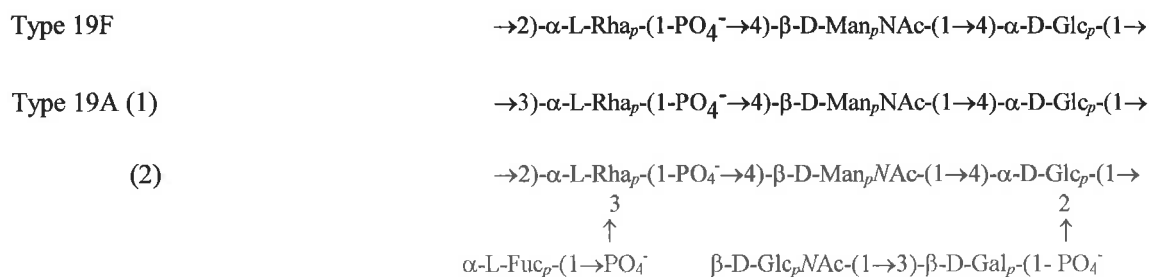 Type 19F →2)-α-L-Rhap-(1-PO4-→4)-β-D-ManpNAc-(1→4)-α-D-Glcp-(1→
Type 19A (1) →3)-α-L-Rhap-(1-PO4-→4)-β-D-ManpNAc-(1→4)-α-D-Glcp-(1→
(2) →2)-α-L-Rhap-(1-PO4-→4)-β-D-ManpNAc-(1→4)-α-D-Glcp-(1→
3 2
↑ ↑
α-L-Fucp-(1→PO4- β-D-GlcpNAc-(1→3)-β-D-Galp-(1- PO4-